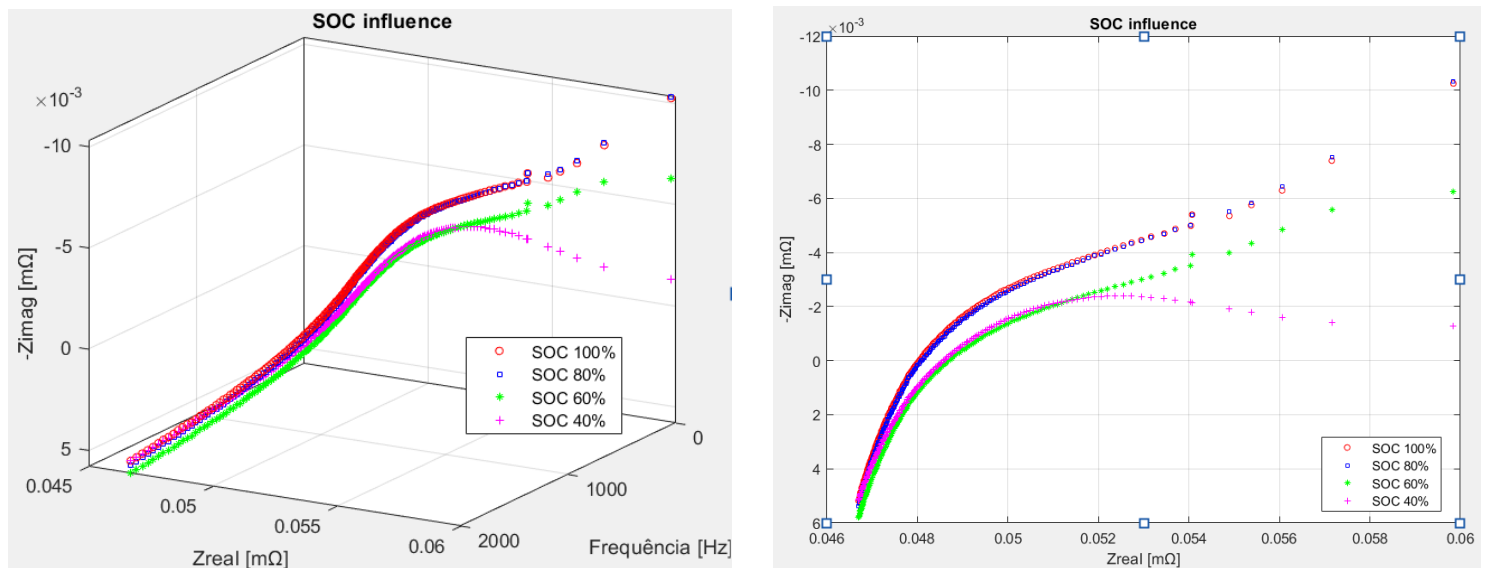 SOC influence
×10⁻³
-10
-5
0
5
-Zimag [mΩ]
SOC 100%
SOC 80%
SOC 60%
SOC 40%
0
1000
2000
0.045
0.05
0.055
0.06
Zreal [mΩ]
Frequência [Hz]
SOC influence
×10⁻³
-12
-10
-8
-6
-4
-2
0
2
4
6
-Zimag [mΩ]
SOC 100%
SOC 80%
SOC 60%
SOC 40%
0.046 0.048 0.05 0.052 0.054 0.056 0.058 0.06
Zreal [mΩ]